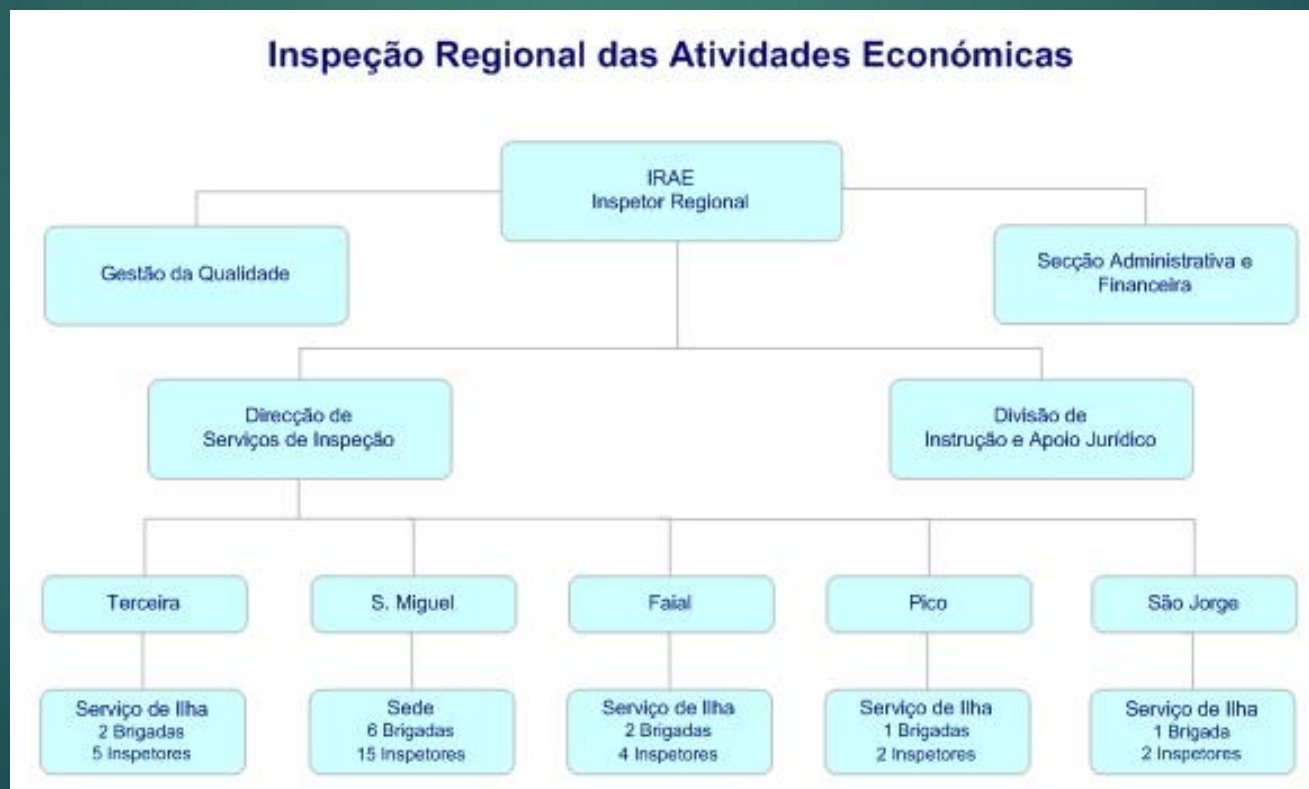 Inspeção Regional das Atividades Económicas
IRAE
Inspetor Regional
Gestão da Qualidade
Secção Administrativa e
Financeira
Direcção de
Serviços de Inspeção
Divisão de
Instrução e Apoio Jurídico
Terceira
S. Miguel
Faial
Pico
São Jorge
Serviço de Ilha
2 Brigadas
5 Inspetores
Sede
6 Brigadas
15 Inspetores
Serviço de Ilha
2 Brigadas
4 Inspetores
Serviço de Ilha
1 Brigadas
2 Inspetores
Serviço de Ilha
1 Brigada
2 Inspetores